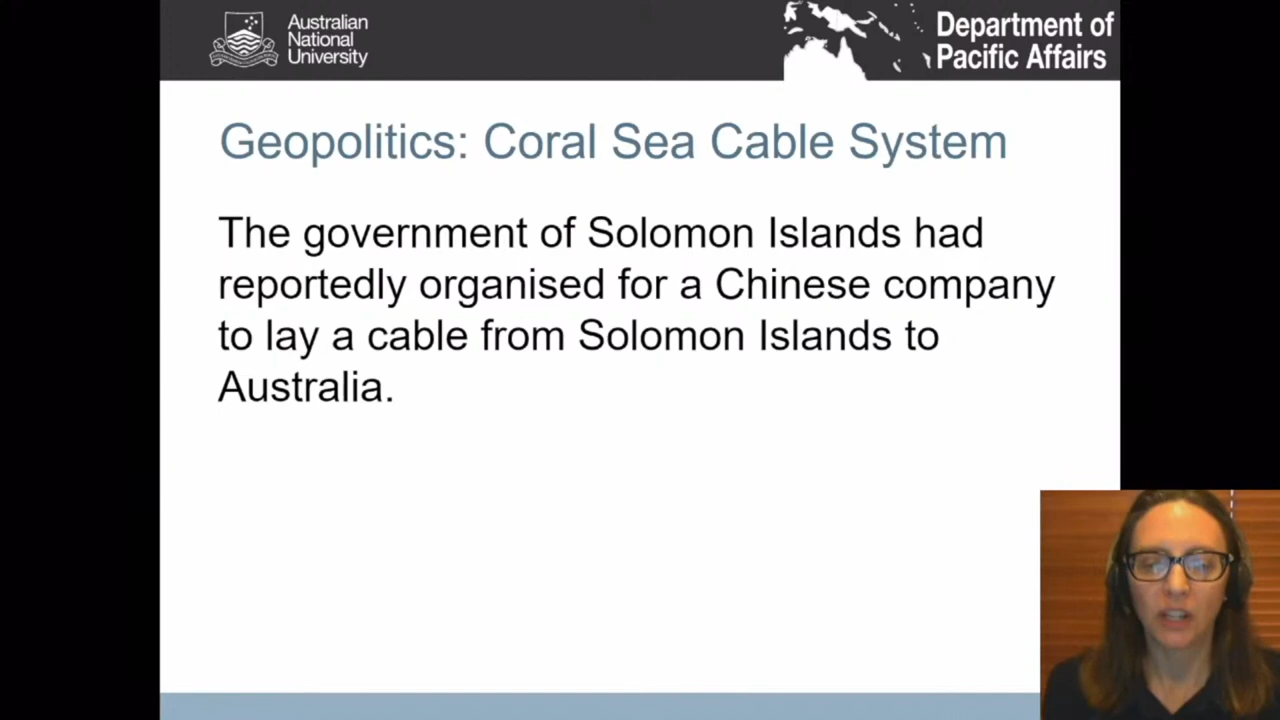 Australian
National
University
Department of
Pacific Affairs
Geopolitics: Coral Sea Cable System
The government of Solomon Islands had
reportedly organised for a Chinese company
to lay a cable from Solomon Islands to
Australia.